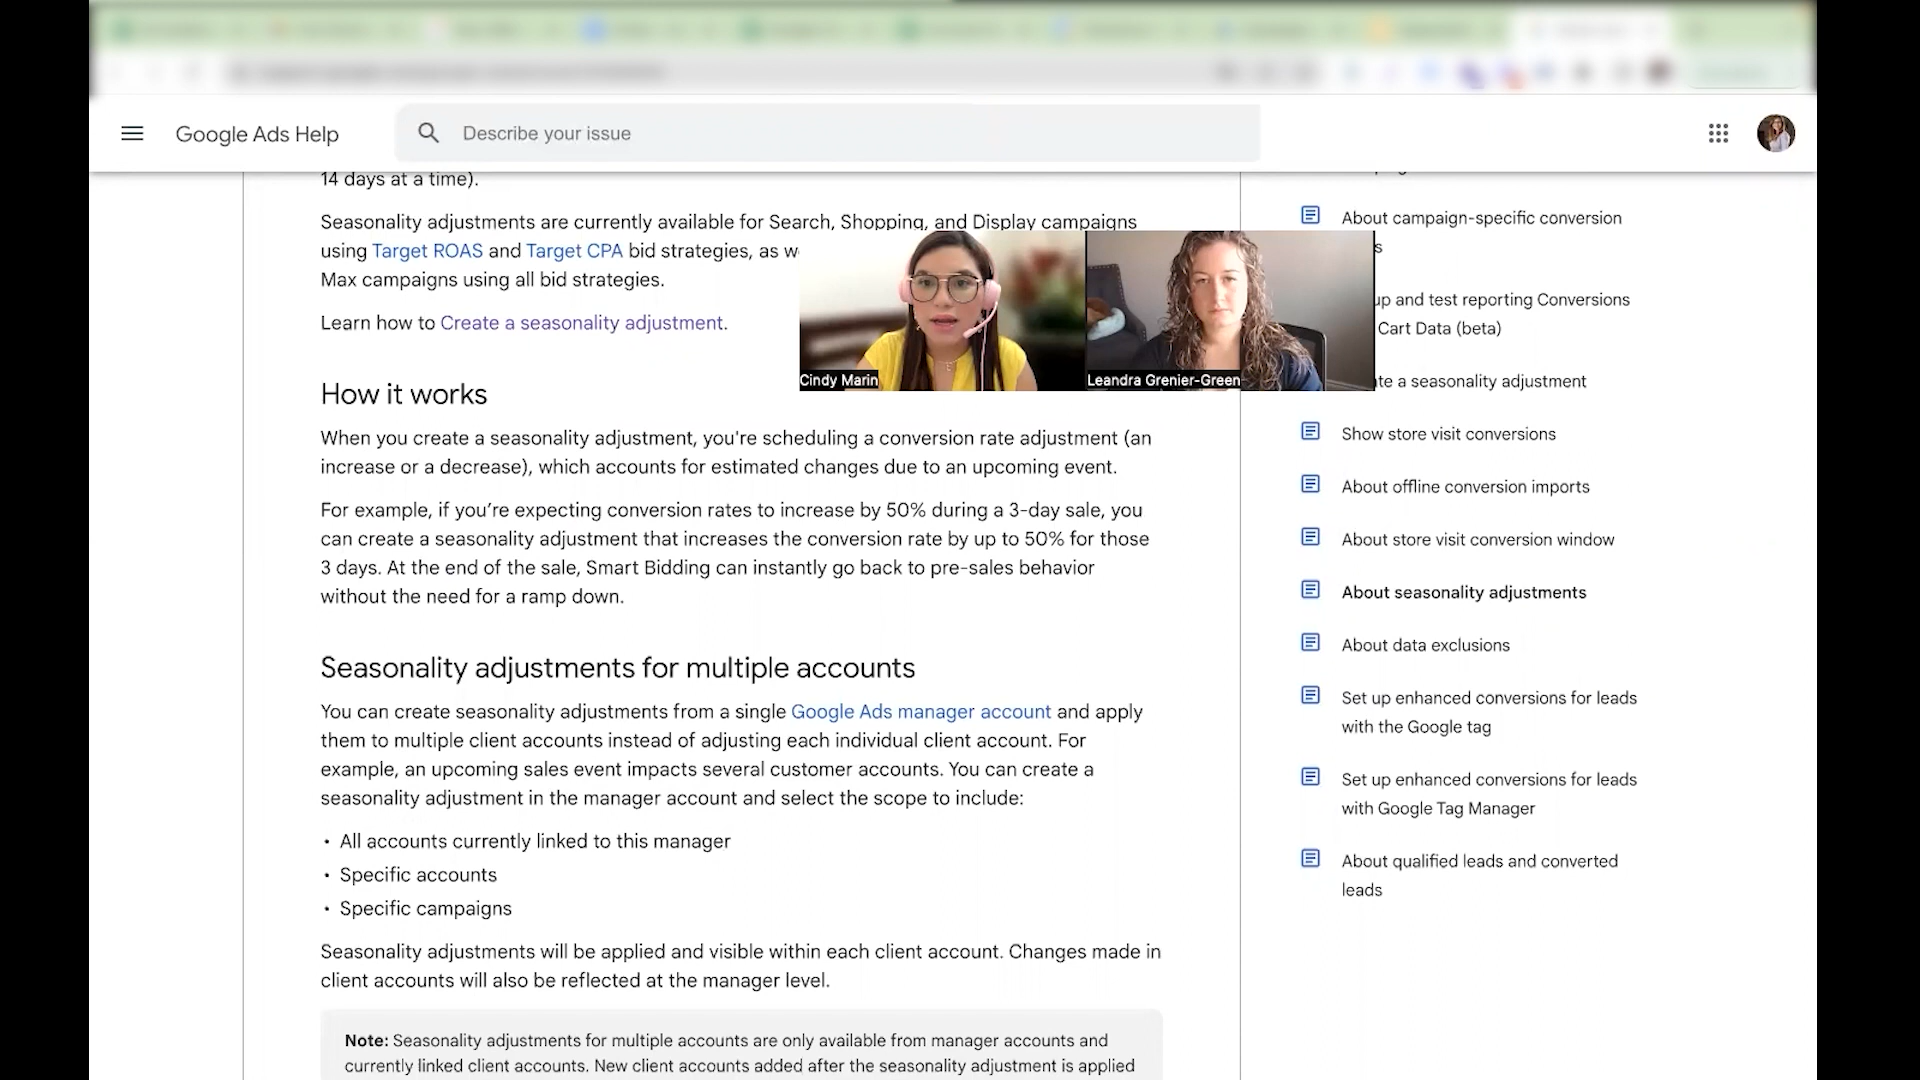 Google Ads Help
Describe your issue
14 days at a time).
Seasonality adjustments are currently available for Search, Shopping, and Display campaigns
using Target ROAS and Target CPA bid strategies, as
Max campaigns using all bid strategies.
Learn how to Create a seasonality adjustment.
Cindy Marin
Leandra Grenier-Green
How it works
When you create a seasonality adjustment, you're scheduling a conversion rate adjustment (an
increase or a decrease), which accounts for estimated changes due to an upcoming event.
For example, if you’re expecting conversion rates to increase by 50% during a 3-day sale, you
can create a seasonality adjustment that increases the conversion rate by up to 50% for those
3 days. At the end of the sale, Smart Bidding can instantly go back to pre-sales behavior
without the need for a ramp down.
Seasonality adjustments for multiple accounts
You can create seasonality adjustments from a single Google Ads manager account and apply
them to multiple client accounts instead of adjusting each individual client account. For
example, an upcoming sales event impacts several customer accounts. You can create a
seasonality adjustment in the manager account and select the scope to include:
• All accounts currently linked to this manager
• Specific accounts
• Specific campaigns
Seasonality adjustments will be applied and visible within each client account. Changes made in
client accounts will also be reflected at the manager level.
Note: Seasonality adjustments for multiple accounts are only available from manager accounts and
currently linked client accounts. New client accounts added after the seasonality adjustment is applied
About campaign-specific conversion
up and test reporting Conversions
Cart Data (beta)
a seasonality adjustment
Show store visit conversions
About offline conversion imports
About store visit conversion window
About seasonality adjustments
About data exclusions
Set up enhanced conversions for leads
with the Google tag
Set up enhanced conversions for leads
with Google Tag Manager
About qualified leads and converted
leads